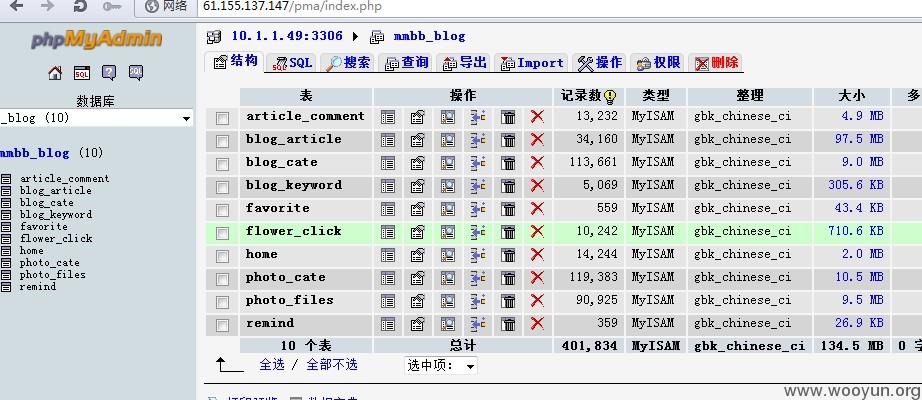 网络 61.155.137.147/pma/index.php
phpMyAdmin
SQL
数据库
_blog (10)
mmbb_blog (10)
article_comment
blog_article
blog_cate
blog_keyword
favorite
flower_click
home
photo_cate
photo_files
remind
10.1.1.49:3306 mmbb_blog
结构 SQL 搜索 查询 导出 Import 操作 权限 删除
表 操作 记录数 类型 整理 大小 多
article_comment 13,232 MyISAM gbk_chinese_ci 4.9 MB
blog_article 34,160 MyISAM gbk_chinese_ci 97.5 MB
blog_cate 113,661 MyISAM gbk_chinese_ci 9.0 MB
blog_keyword 5,069 MyISAM gbk_chinese_ci 305.6 KB
favorite 559 MyISAM gbk_chinese_ci 43.4 KB
flower_click 10,242 MyISAM gbk_chinese_ci 710.6 KB
home 14,244 MyISAM gbk_chinese_ci 2.0 MB
photo_cate 119,383 MyISAM gbk_chinese_ci 10.5 MB
photo_files 90,925 MyISAM gbk_chinese_ci 9.5 MB
remind 359 MyISAM gbk_chinese_ci 26.9 KB
10 个表 总计 401,834 MyISAM gbk_chinese_ci 134.5 MB 0 字
全选 / 全部不选 选中项：
www.wooyun.org